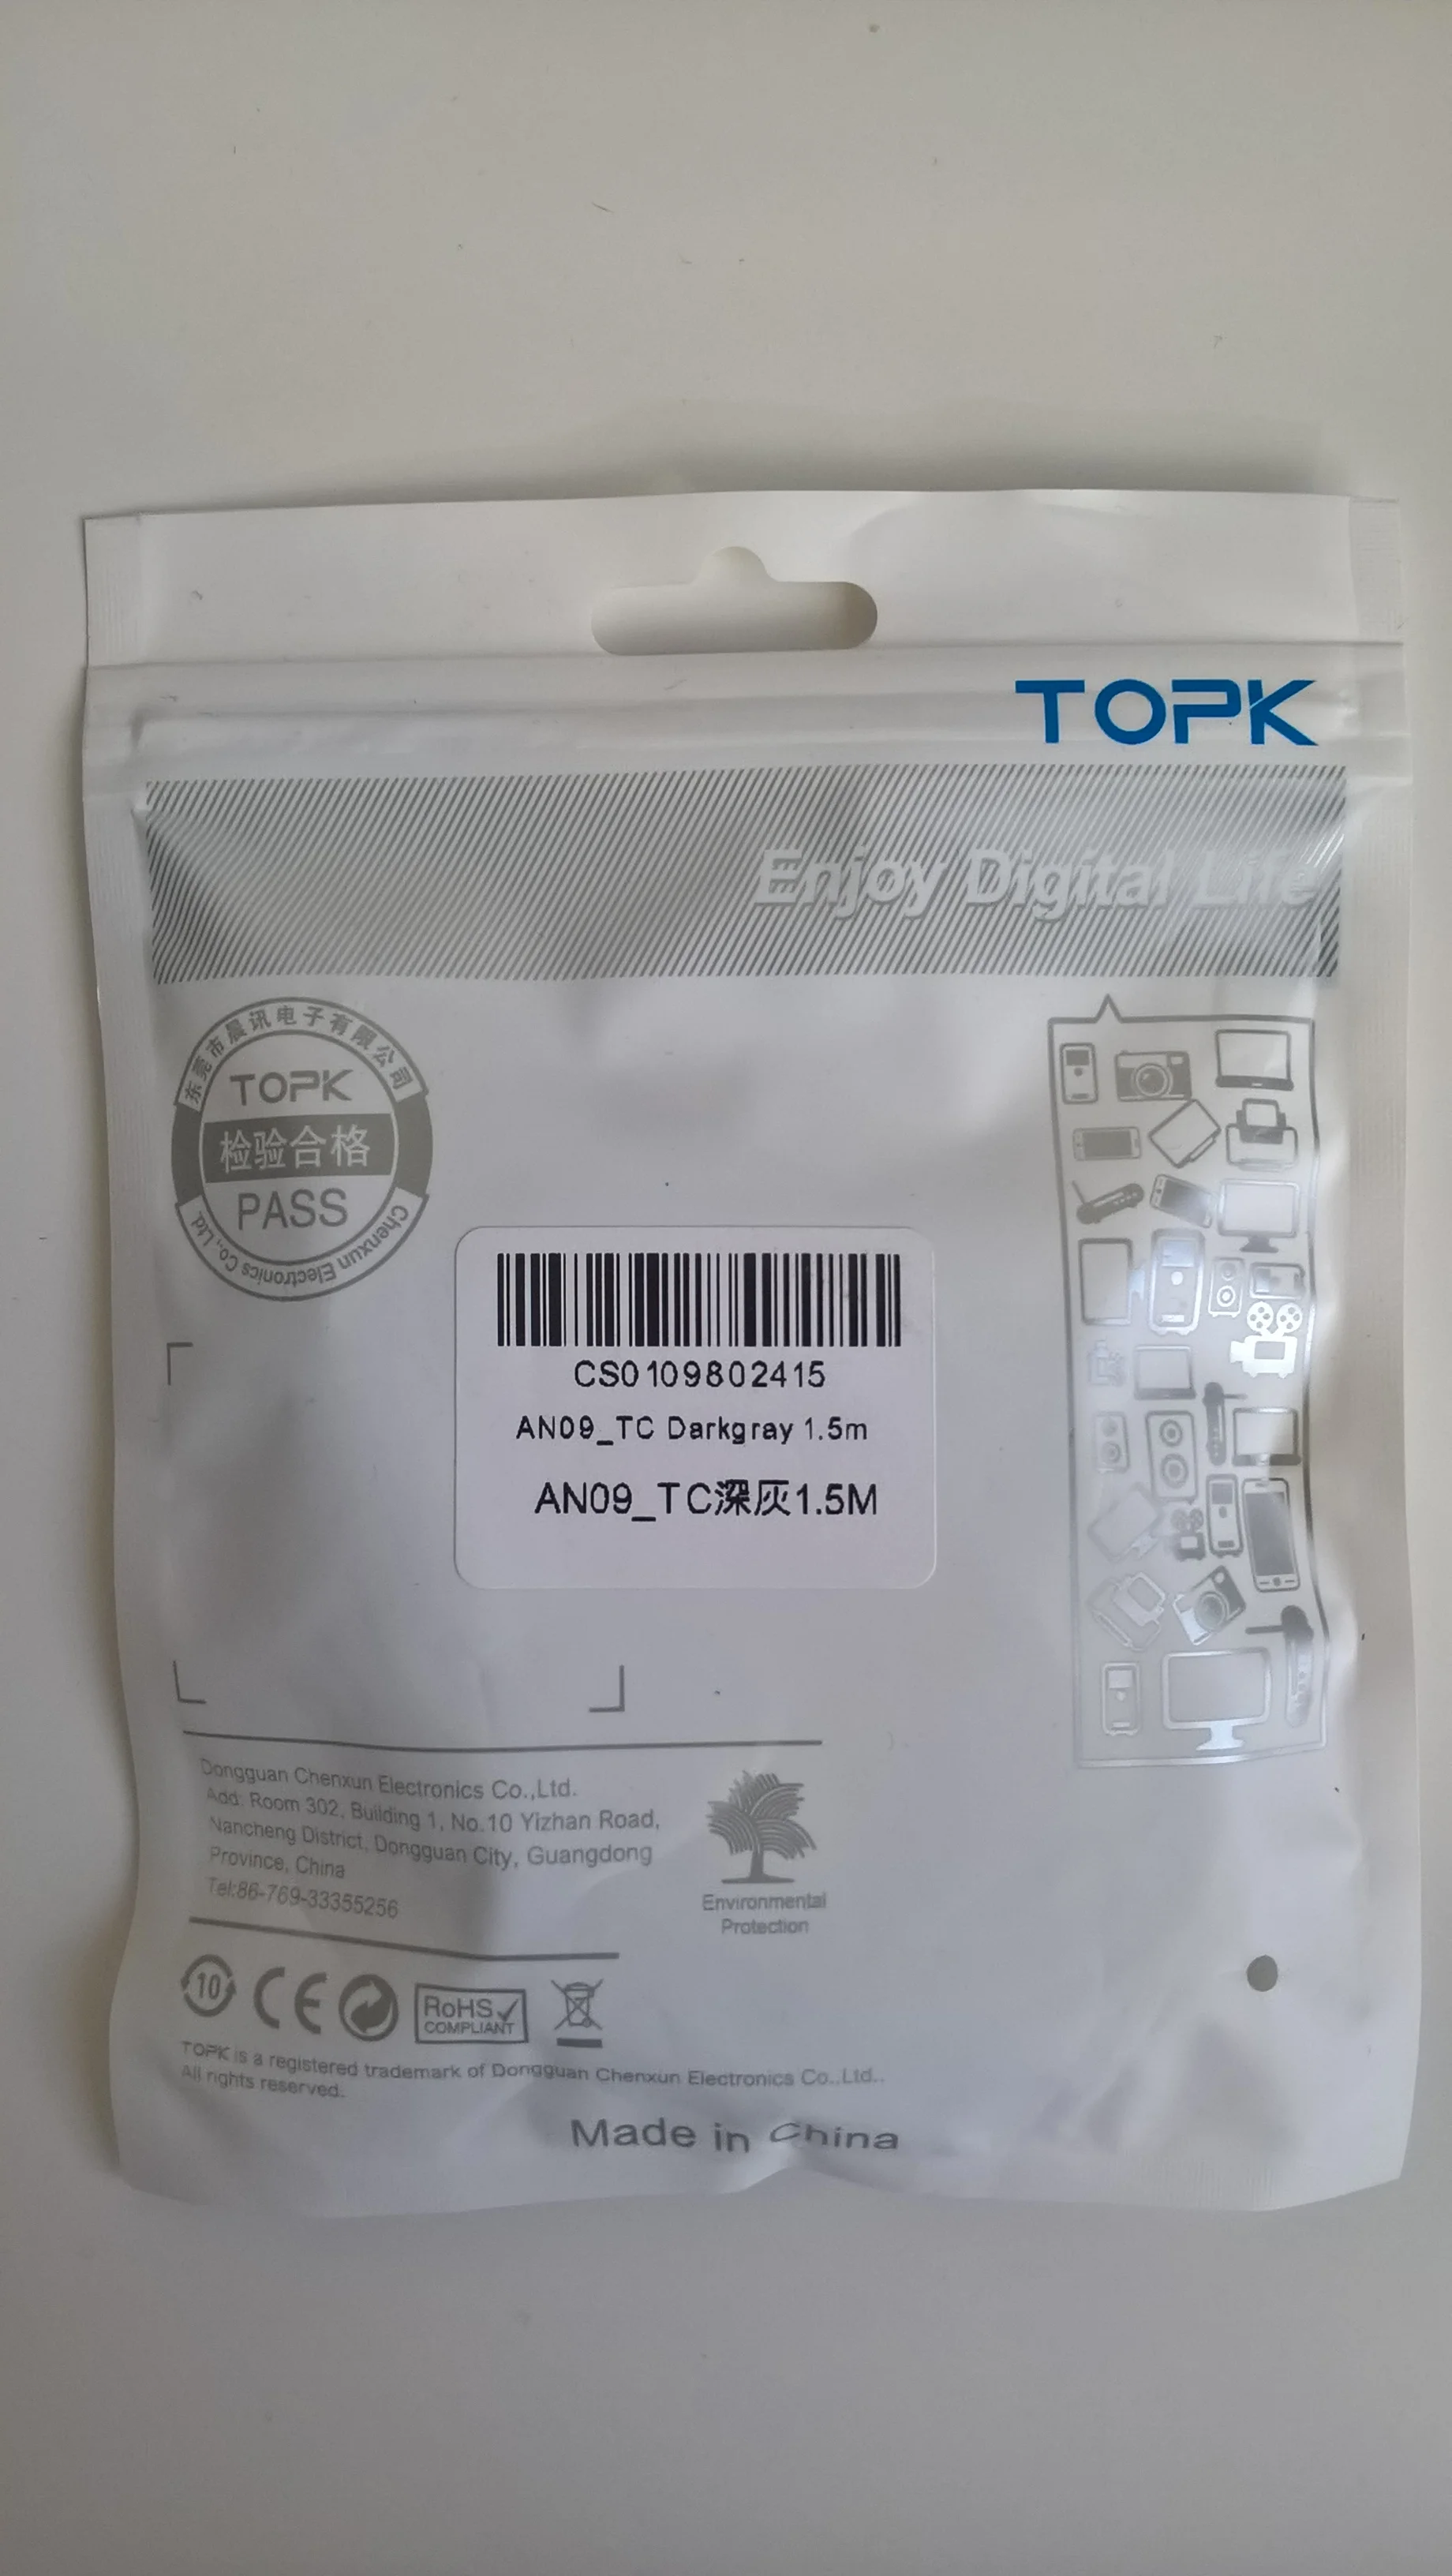 TOPK
Enjoy Digital Life
东莞市晨讯电子有限公司
TOPK
检验合格
PASS
Chenxun Electronics Co., Ltd.
CS0109802415
AN09_TC Darkgray 1.5m
AN09_TC深灰1.5M
Dongguan Chenxun Electronics Co.,Ltd.
Add: Room 302, Building 1, No.10 Yizhan Road,
Nancheng District, Dongguan City, Guangdong
Province, China
Tel:86-769-33355256
Environmental
Protection
10
CE
RoHS
COMPLIANT
TOPK is a registered trademark of Dongguan Chenxun Electronics Co..Ltd..
All rights reserved.
Made in China